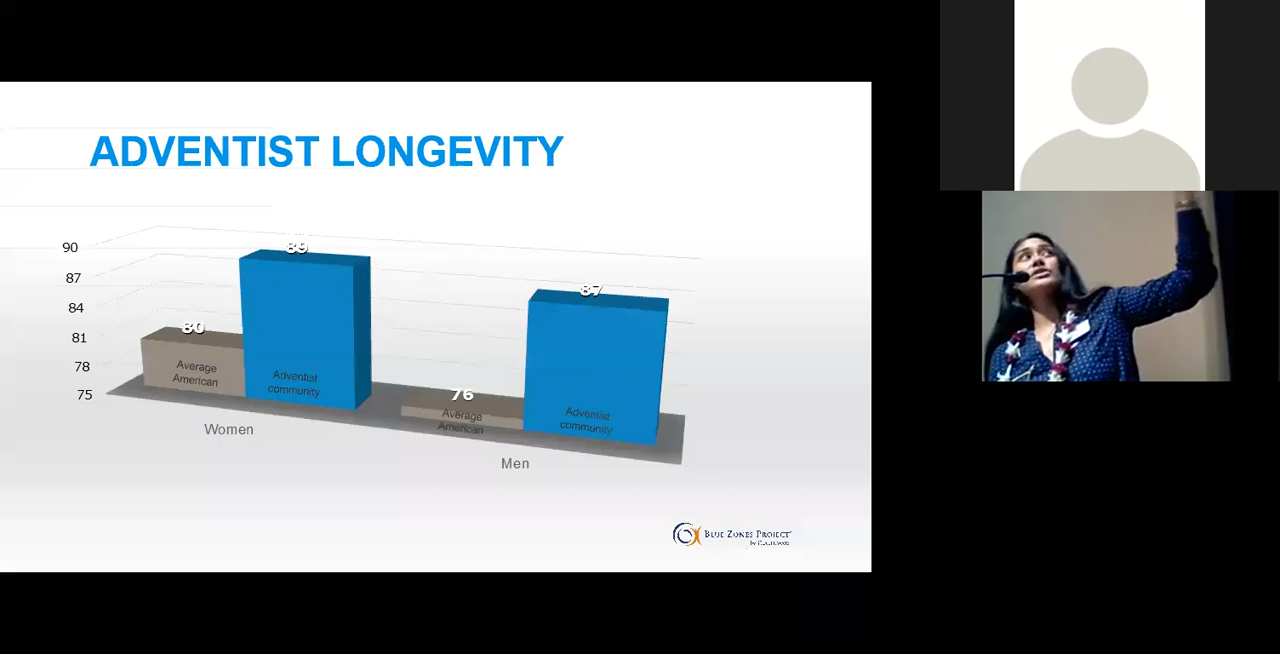 ADVENTIST LONGEVITY
90
87
84
81
78
75
80
Average
American
89
Adventist
community
76
Average
American
87
Adventist
community
Women
Men
BLUE ZONES PROJECT